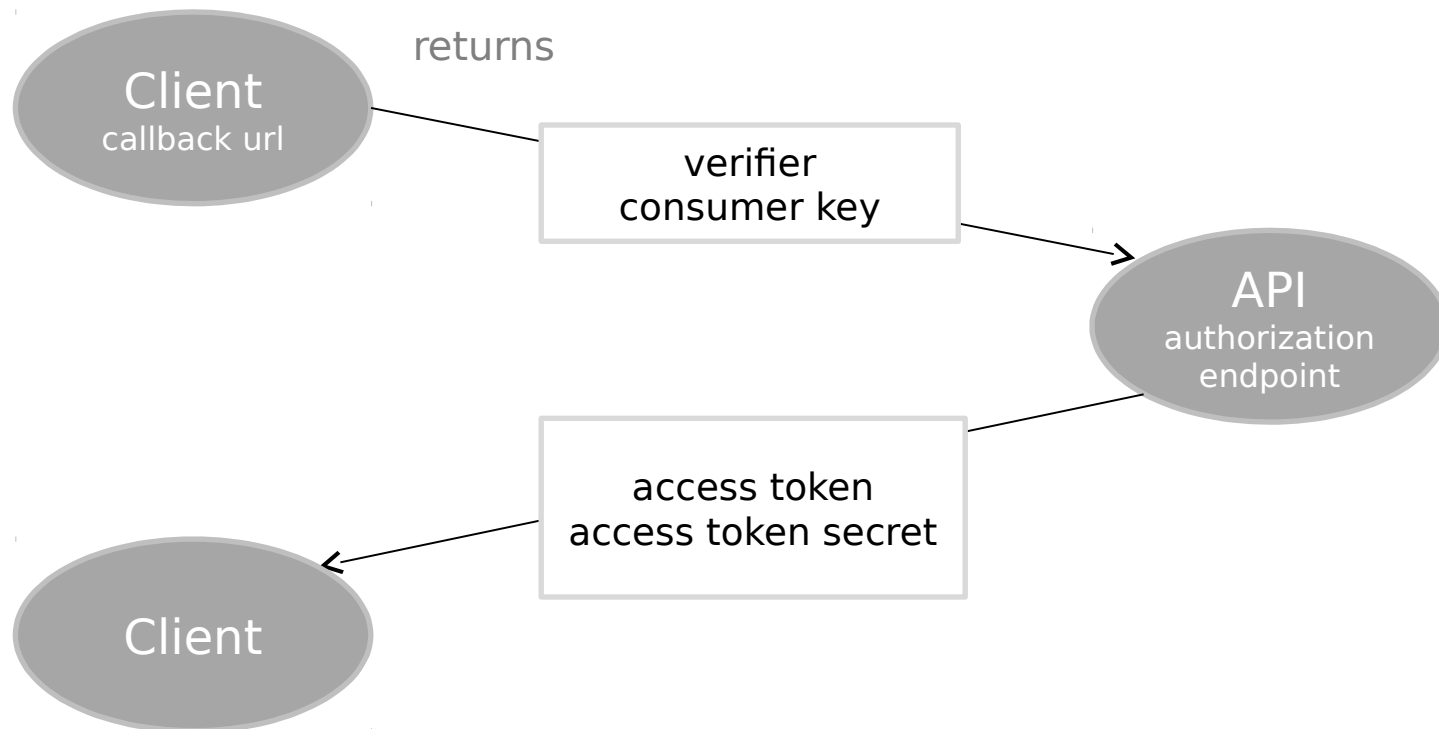 returns
Client
callback url
verifier
consumer key
API
authorization
endpoint
access token
access token secret
Client